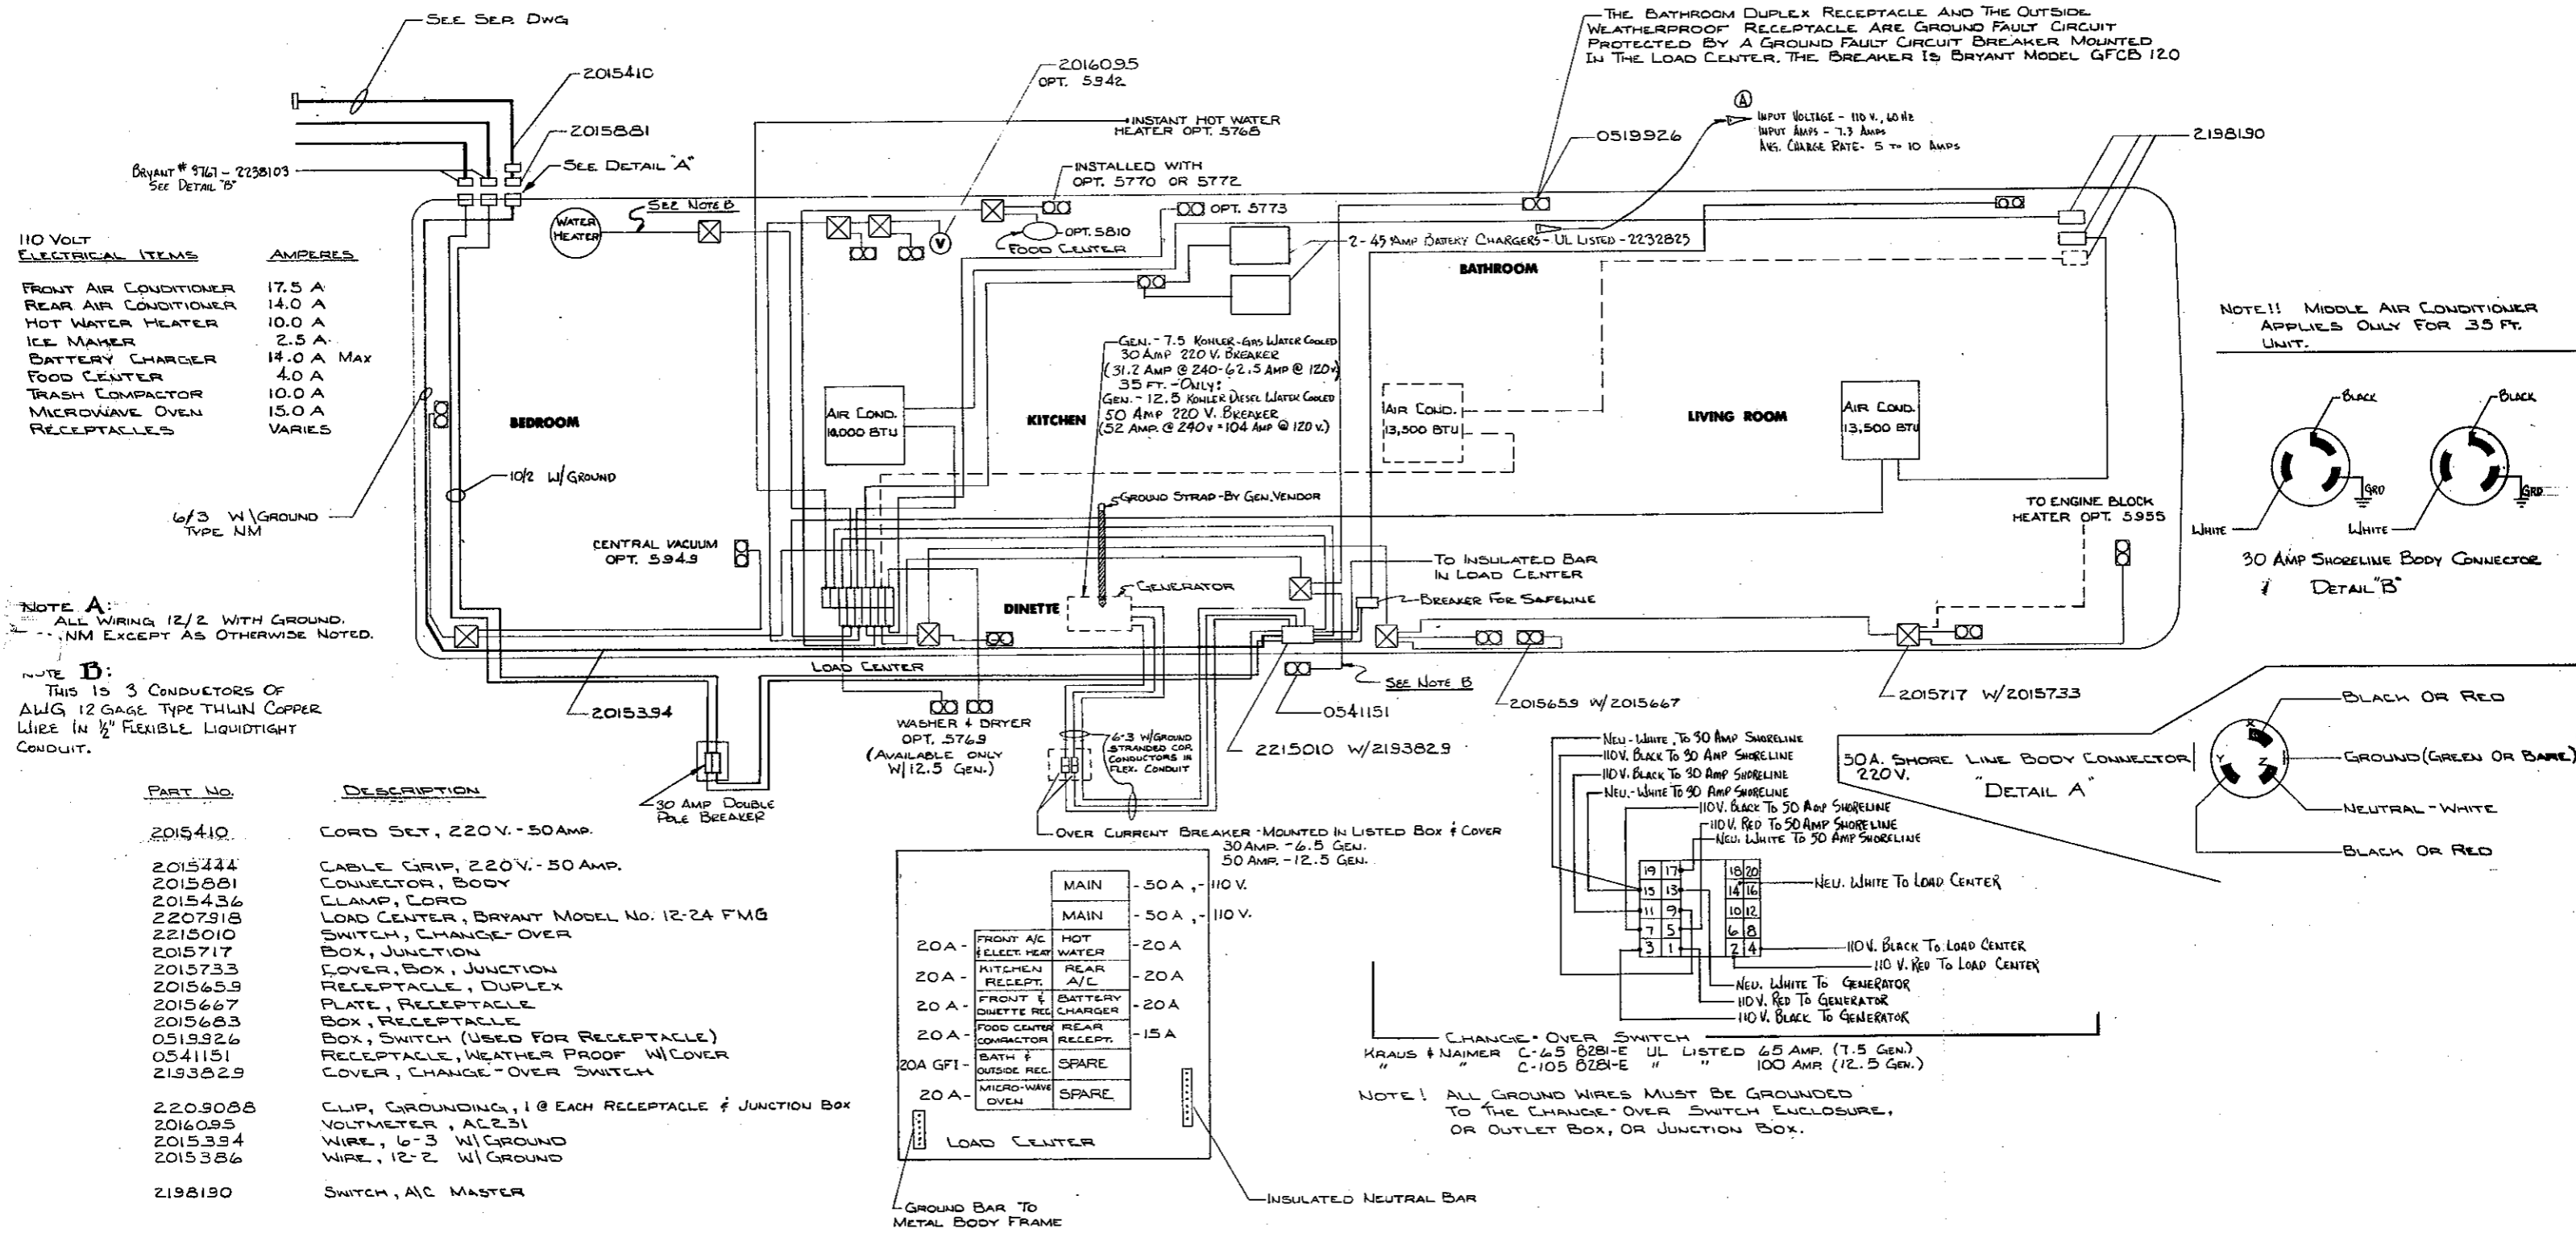 SEE SEP. DWG
2015410
2015881
BRYANT # 9767 - 2238103
SEE DETAIL "B"
SEE DETAIL "A"
2016095
OPT. 5942
INSTANT HOT WATER
HEATER OPT. 5768
INSTALLED WITH
OPT. 5770 OR 5772
THE BATHROOM DUPLEX RECEPTACLE AND THE OUTSIDE
WEATHERPROOF RECEPTACLE ARE GROUND FAULT CIRCUIT
PROTECTED BY A GROUND FAULT CIRCUIT BREAKER MOUNTED
IN THE LOAD CENTER. THE BREAKER IS BRYANT MODEL GFCB 120
A
INPUT VOLTAGE - 110 V., 60 HZ
INPUT AMPS - 7.3 AMPS
AVG. CHARGE RATE - 5 TO 10 AMPS
0519926
2198190
WATER
HEATER
SEE NOTE B
V
OPT. 5810
FOOD CENTER
OPT. 5773
2-45 AMP BATERY CHARGERS - UL LISTED - 2232825
BATHROOM
110 VOLT
ELECTRICAL ITEMS AMPERES
FRONT AIR CONDITIONER 17.5 A
REAR AIR CONDITIONER 14.0 A
HOT WATER HEATER 10.0 A
ICE MAKER 2.5 A.
BATTERY CHARGER 14.0 A MAX
FOOD CENTER 4.0 A
TRASH COMPACTOR 10.0 A
MICROWAVE OVEN 15.0 A
RECEPTACLES VARIES
6/3 W\GROUND
TYPE NM
BEDROOM
10/2 W/GROUND
AIR COND.
14,000 BTU
KITCHEN
GEN. - 7.5 KOHLER-GAS WATER COOLED
30 AMP 220 V. BREAKER
(31.2 AMP @ 240-62.5 AMP @ 120V)
35 FT. - ONLY:
GEN. - 12.5 KOHLER DIESEL WATER COOLED
50 AMP 220 V. BREAKER
(52 AMP. @ 240V = 104 AMP @ 120 V.)
AIR COND.
13,500 BTU
LIVING ROOM
AIR COND.
13,500 BTU
NOTE!! MIDDLE AIR CONDITIONER
APPLIES ONLY FOR 35 FT.
UNIT.
BLACK
BLACK
GRD
GRD
WHITE
WHITE
30 AMP SHORELINE BODY CONNECTOR
DETAIL "B"
GROUND STRAP-BY GEN. VENDOR
TO ENGINE BLOCK
HEATER OPT. 5955
CENTRAL VACUUM
OPT. 5949
TO INSULATED BAR
IN LOAD CENTER
BREAKER FOR SAFELINE
DINETTE
GENERATOR
NOTE A:
ALL WIRING 12/2 WITH GROUND.
NM EXCEPT AS OTHERWISE NOTED.
NOTE B:
THIS IS 3 CONDUCTORS OF
AWG 12 GAGE TYPE THWN COPPER
WIRE IN ½" FLEXIBLE LIQUIDTIGHT
CONDUIT.
LOAD CENTER
2015394
WASHER & DRYER
OPT. 5769
(AVAILABLE ONLY
W/12.5 GEN.)
6-3 W/GROUND
STRANDED COP.
CONDUCTORS IN
FLEX. CONDUIT
2215010 W/2193829
0541151
SEE NOTE B
2015659 W/2015667
2015717 W/2015733
30 AMP DOUBLE
POLE BREAKER
OVER CURRENT BREAKER - MOUNTED IN LISTED BOX & COVER
30 AMP. - 6.5 GEN.
50 AMP. - 12.5 GEN.
PART NO. DESCRIPTION
2015410 CORD SET, 220 V. - 50 AMP.
2015444 CABLE GRIP, 220 V. - 50 AMP.
2015881 CONNECTOR, BODY
2015436 CLAMP, CORD
2207918 LOAD CENTER, BRYANT MODEL NO. 12-24 FMG
2215010 SWITCH, CHANGE-OVER
2015717 BOX, JUNCTION
2015733 COVER, BOX, JUNCTION
2015659 RECEPTACLE, DUPLEX
2015667 PLATE, RECEPTACLE
2015683 BOX, RECEPTACLE
0519926 BOX, SWITCH (USED FOR RECEPTACLE)
0541151 RECEPTACLE, WEATHER PROOF W/COVER
2193829 COVER, CHANGE-OVER SWITCH
2209088 CLIP, GROUNDING, 1 @ EACH RECEPTACLE & JUNCTION BOX
2016095 VOLTMETER, AC231
2015394 WIRE, 6-3 W\GROUND
2015386 WIRE, 12-2 W\GROUND
2198190 SWITCH, A\C MASTER
MAIN - 50 A, - 110 V.
MAIN - 50 A, - 110 V.
20 A - FRONT A/C & ELECT. HEAT HOT WATER - 20 A
20 A - KITCHEN RECEPT. REAR A/C - 20 A
20 A - FRONT & DINETTE REC BATTERY CHARGER - 20 A
20 A - FOOD CENTER COMPACTOR REAR RECEPT. - 15 A
20A GFI - BATH & OUTSIDE REC. SPARE
20 A - MICRO-WAVE OVEN SPARE
LOAD CENTER
GROUND BAR TO
METAL BODY FRAME
INSULATED NEUTRAL BAR
NEU - WHITE, TO 30 AMP SHORELINE
110V. BLACK TO 30 AMP SHORELINE
110V. BLACK TO 30 AMP SHORELINE
NEU. - WHITE TO 30 AMP SHORELINE
110V. BLACK TO 50 AMP SHORELINE
110V. RED TO 50 AMP SHORELINE
NEU. WHITE TO 50 AMP SHORELINE
19 17 18 20
15 13 14 16
11 9 10 12
7 5 6 8
3 1 2 4
NEU. WHITE TO LOAD CENTER
110V. BLACK TO LOAD CENTER
110 V. RED TO LOAD CENTER
NEU. WHITE TO GENERATOR
110V. RED TO GENERATOR
110V. BLACK TO GENERATOR
CHANGE-OVER SWITCH
KRAUS & NAIMER C-65 B281-E UL LISTED 65 AMP. (7.5 GEN.)
" " C-105 B281-E " " 100 AMP. (12.5 GEN.)
NOTE! ALL GROUND WIRES MUST BE GROUNDED
TO THE CHANGE-OVER SWITCH ENCLOSURE,
OR OUTLET BOX, OR JUNCTION BOX.
50A. SHORE LINE BODY CONNECTOR
220 V.
"DETAIL A"
X
Y
Z
BLACK OR RED
GROUND (GREEN OR BARE)
NEUTRAL - WHITE
BLACK OR RED